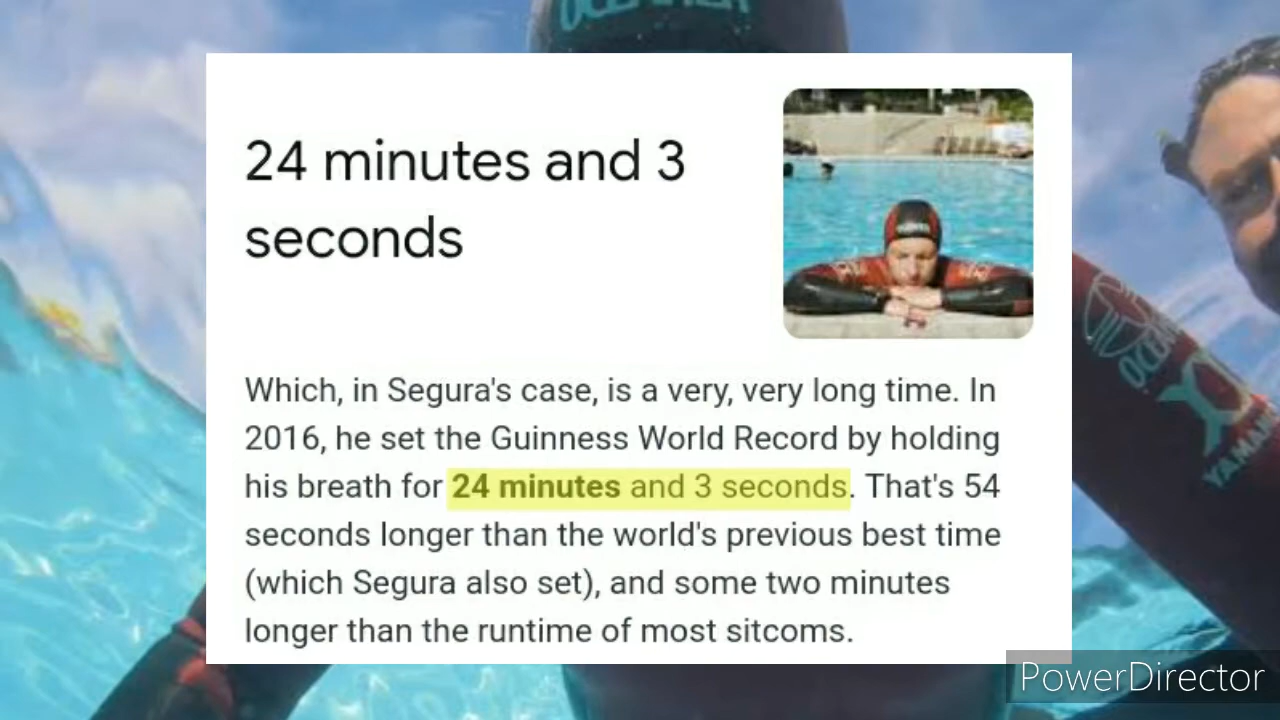 24 minutes and 3
seconds
Which, in Segura's case, is a very, very long time. In
2016, he set the Guinness World Record by holding
his breath for 24 minutes and 3 seconds. That's 54
seconds longer than the world's previous best time
(which Segura also set), and some two minutes
longer than the runtime of most sitcoms.
PowerDirector